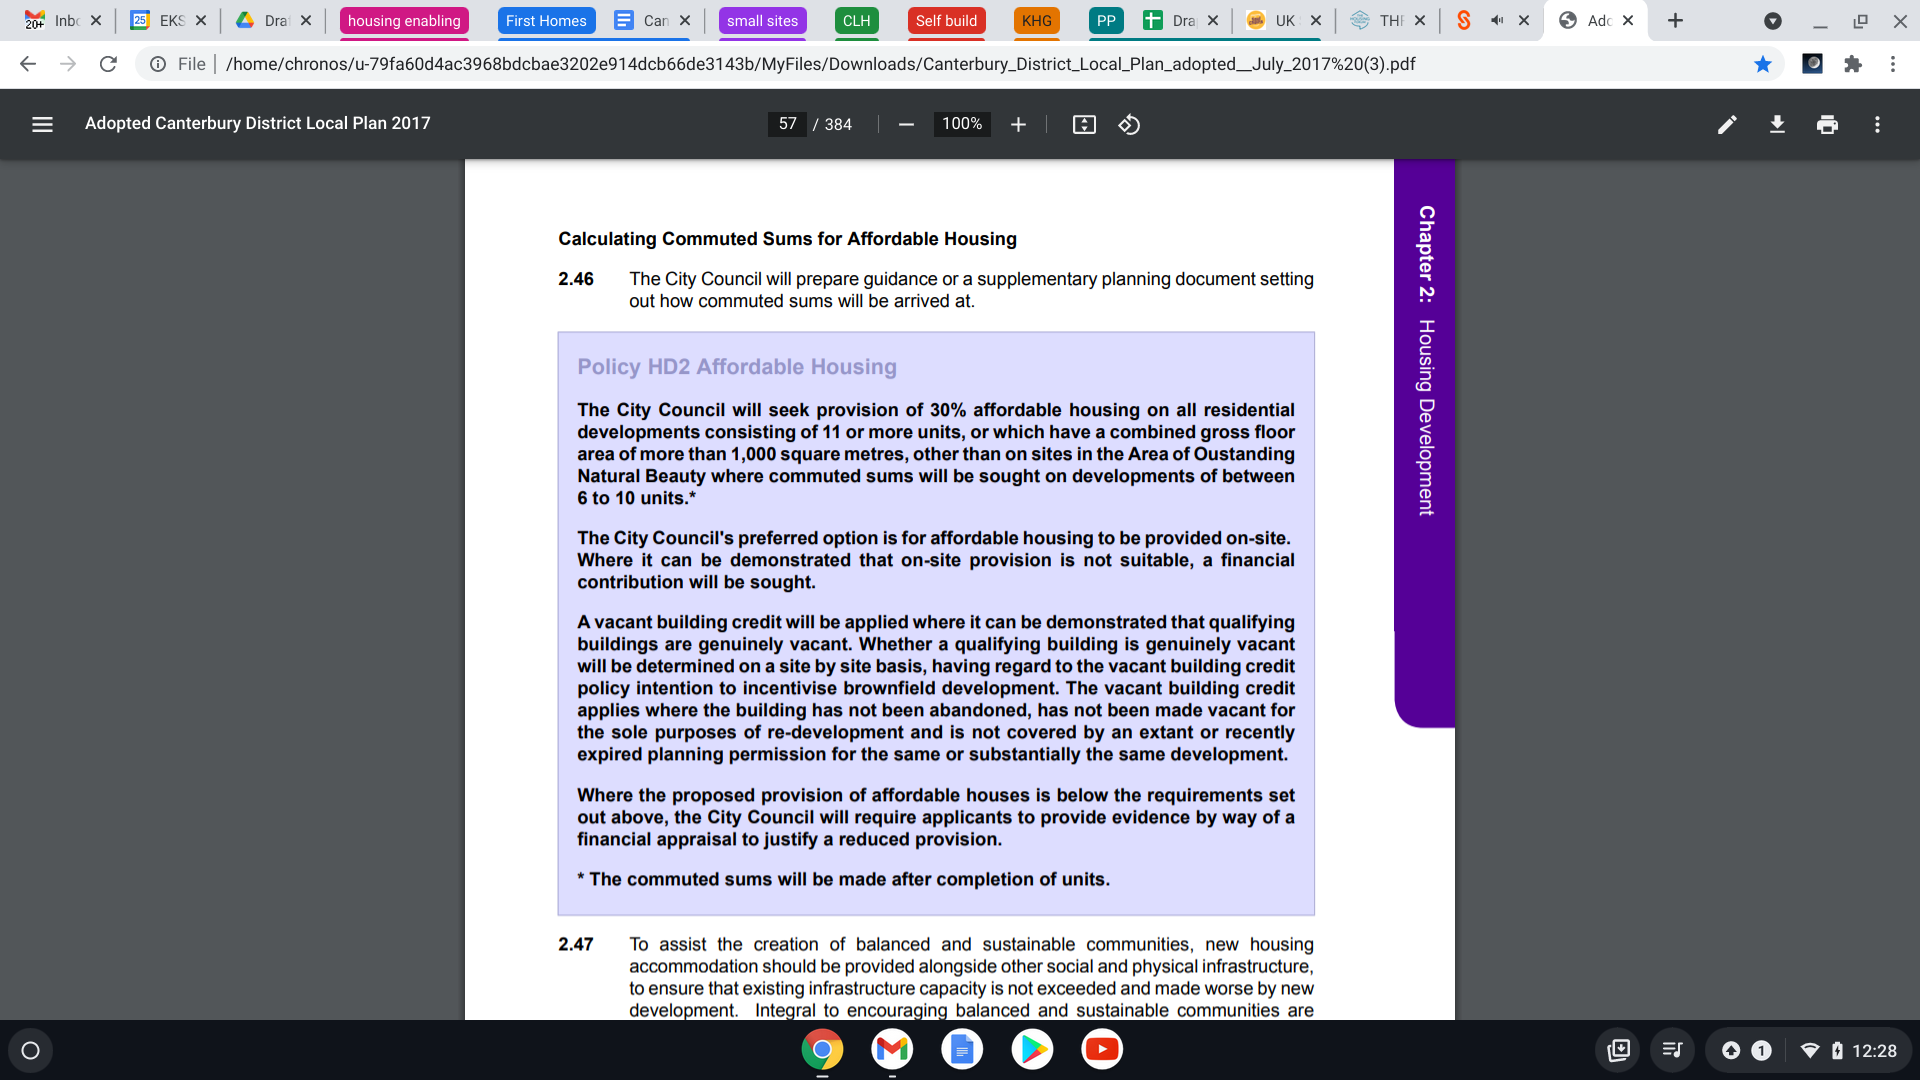 20+
Inbo
25
EKS
Draf
housing enabling
First Homes
Can
small sites
CLH
Self build
KHG
PP
Dra
UK
THF
S
Ado
File
/home/chronos/u-79fa60d4ac3968bdcbae3202e914dcb66de3143b/MyFiles/Downloads/Canterbury_District_Local_Plan_adopted__July_2017%20(3).pdf
Adopted Canterbury District Local Plan 2017
57 / 384
100%
Calculating Commuted Sums for Affordable Housing
2.46 The City Council will prepare guidance or a supplementary planning document setting
out how commuted sums will be arrived at.
Policy HD2 Affordable Housing
The City Council will seek provision of 30% affordable housing on all residential
developments consisting of 11 or more units, or which have a combined gross floor
area of more than 1,000 square metres, other than on sites in the Area of Oustanding
Natural Beauty where commuted sums will be sought on developments of between
6 to 10 units.*
The City Council's preferred option is for affordable housing to be provided on-site.
Where it can be demonstrated that on-site provision is not suitable, a financial
contribution will be sought.
A vacant building credit will be applied where it can be demonstrated that qualifying
buildings are genuinely vacant. Whether a qualifying building is genuinely vacant
will be determined on a site by site basis, having regard to the vacant building credit
policy intention to incentivise brownfield development. The vacant building credit
applies where the building has not been abandoned, has not been made vacant for
the sole purposes of re-development and is not covered by an extant or recently
expired planning permission for the same or substantially the same development.
Where the proposed provision of affordable houses is below the requirements set
out above, the City Council will require applicants to provide evidence by way of a
financial appraisal to justify a reduced provision.
* The commuted sums will be made after completion of units.
2.47 To assist the creation of balanced and sustainable communities, new housing
accommodation should be provided alongside other social and physical infrastructure,
to ensure that existing infrastructure capacity is not exceeded and made worse by new
development. Integral to encouraging balanced and sustainable communities are
Chapter 2: Housing Development
1
12:28